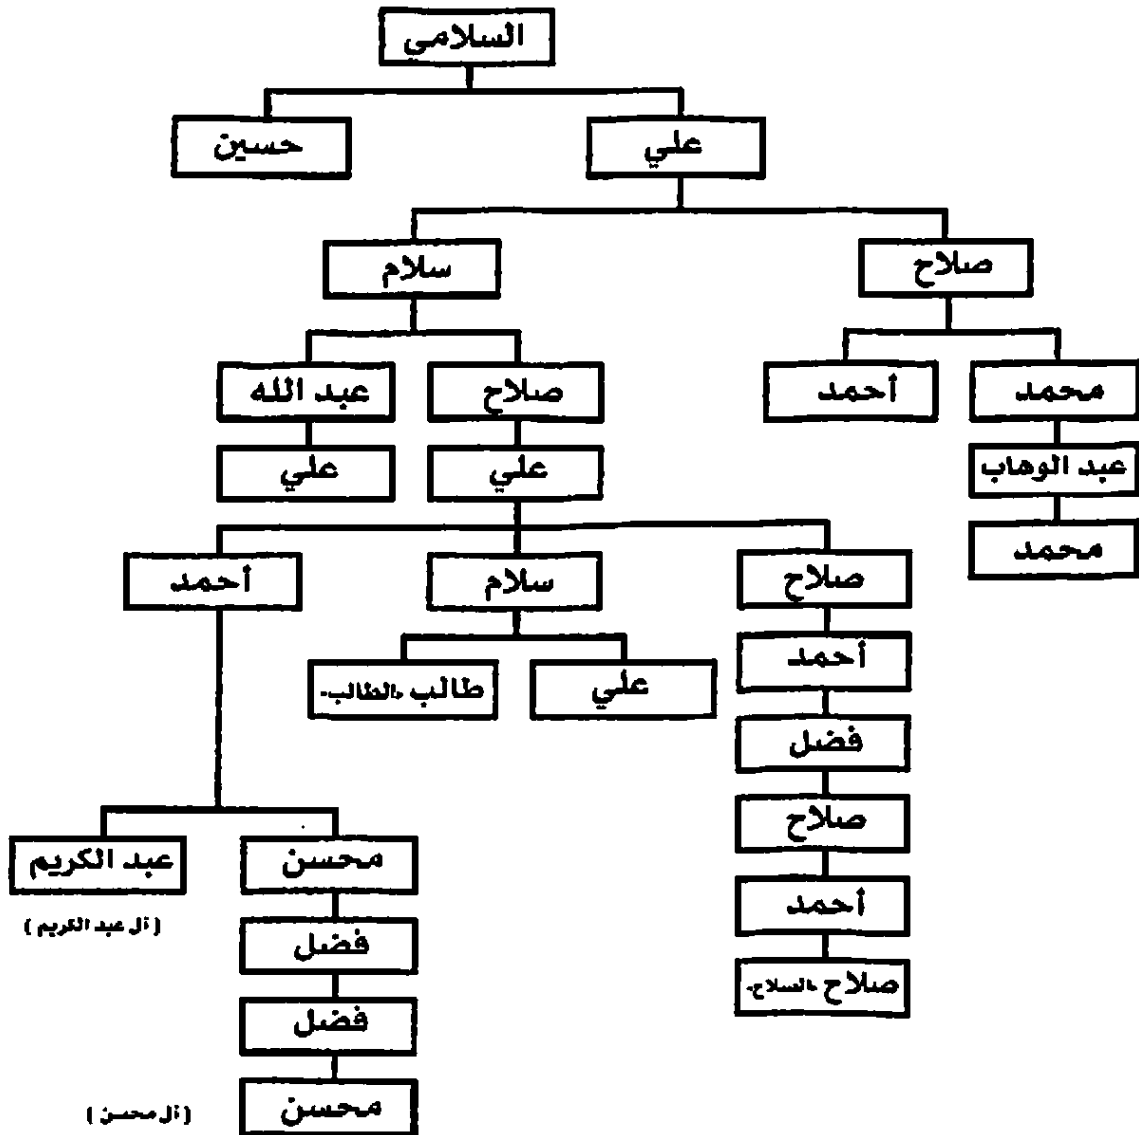 السلامي
علي
حسين
صلاح
سلام
محمد
أحمد
صلاح
عبد الله
عبد الوهاب
علي
علي
محمد
صلاح
سلام
أحمد
أحمد
علي
طالب «الطالب»
فضل
صلاح
محسن
عبد الكريم
أحمد
( آل عبد الكريم )
فضل
صلاح «السلاح»
فضل
محسن
( آل محسن )